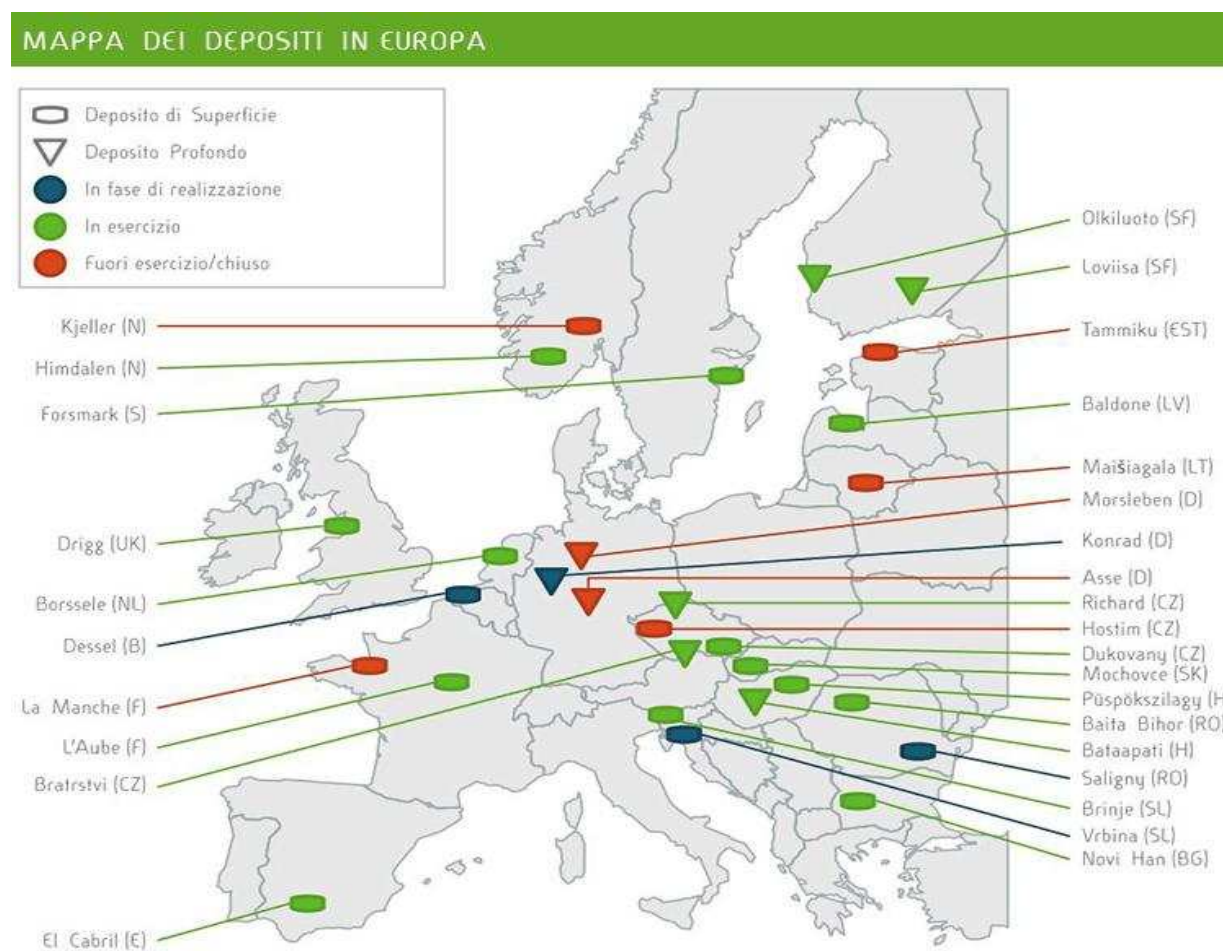 MAPPA DEI DEPOSITI IN EUROPA
Deposito di Superficie
Deposito Profondo
In fase di realizzazione
In esercizio
Fuori esercizio/chiuso
Kjeller (N)
Himdalen (N)
Forsmark (S)
Drigg (UK)
Borssele (NL)
Dessel (B)
La Manche (F)
L'Aube (F)
Bratrstvi (CZ)
El Cabril (E)
Olkiluoto (SF)
Loviisa (SF)
Tammiku (EST)
Baldone (LV)
Maišiagala (LT)
Morsleben (D)
Konrad (D)
Asse (D)
Richard (CZ)
Hostim (CZ)
Dukovany (CZ)
Mochovce (SK)
Püspökszilagy (H
Baita Bihor (RO)
Bataapati (H)
Saligny (RO)
Brinje (SL)
Vrbina (SL)
Novi Han (BG)